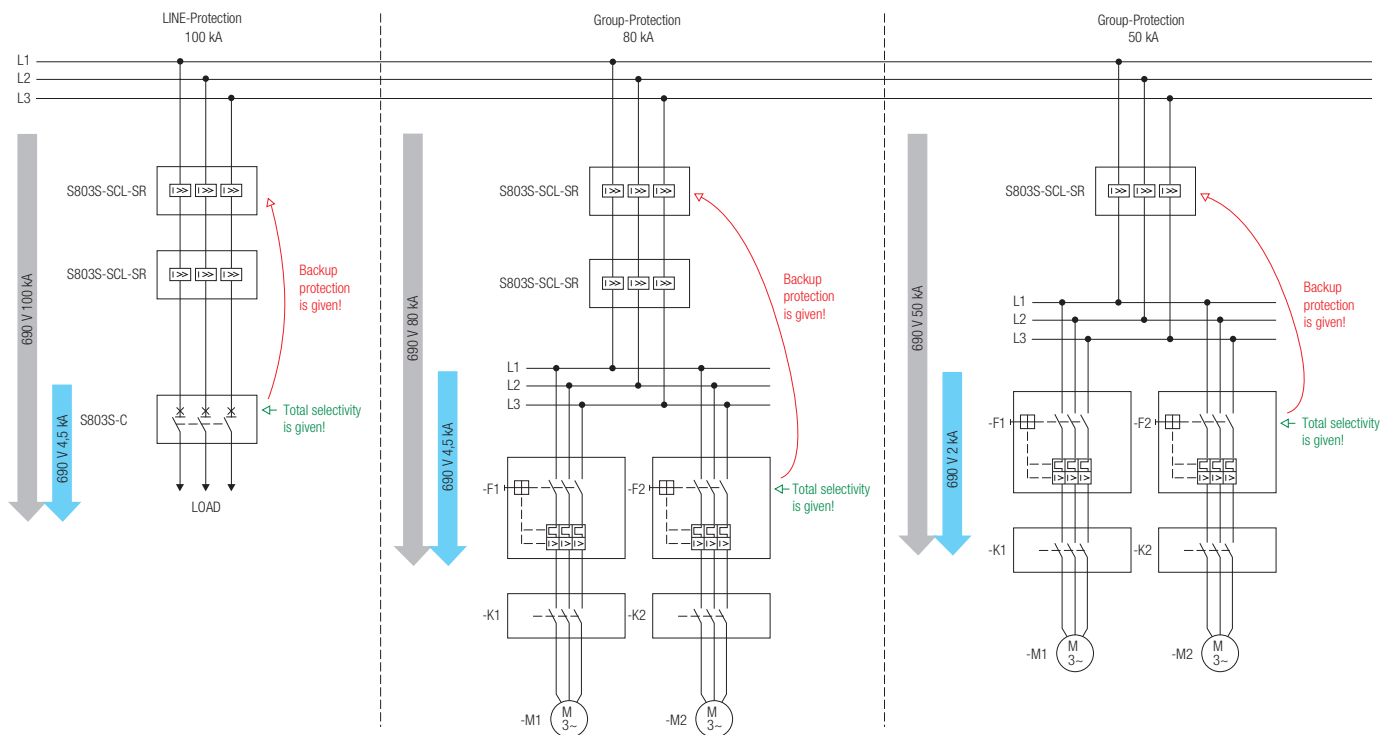 LINE-Protection
100 kA
L1
L2
L3
S803S-SCL-SR
I>> I>> I>>
S803S-SCL-SR
I>> I>> I>>
Backup
protection
is given!
690 V 100 kA
690 V 4,5 kA
S803S-C
Total selectivity
is given!
LOAD
Group-Protection
80 kA
S803S-SCL-SR
I>> I>> I>>
S803S-SCL-SR
I>> I>> I>>
Backup
protection
is given!
690 V 80 kA
690 V 4,5 kA
L1
L2
L3
-F1
I> I> I>
-F2
I> I> I>
Total selectivity
is given!
-K1
-K2
-M1
M
3~
-M2
M
3~
Group-Protection
50 kA
S803S-SCL-SR
I>> I>> I>>
Backup
protection
is given!
690 V 50 kA
690 V 2 kA
L1
L2
L3
-F1
I> I> I>
-F2
I> I> I>
Total selectivity
is given!
-K1
-K2
-M1
M
3~
-M2
M
3~